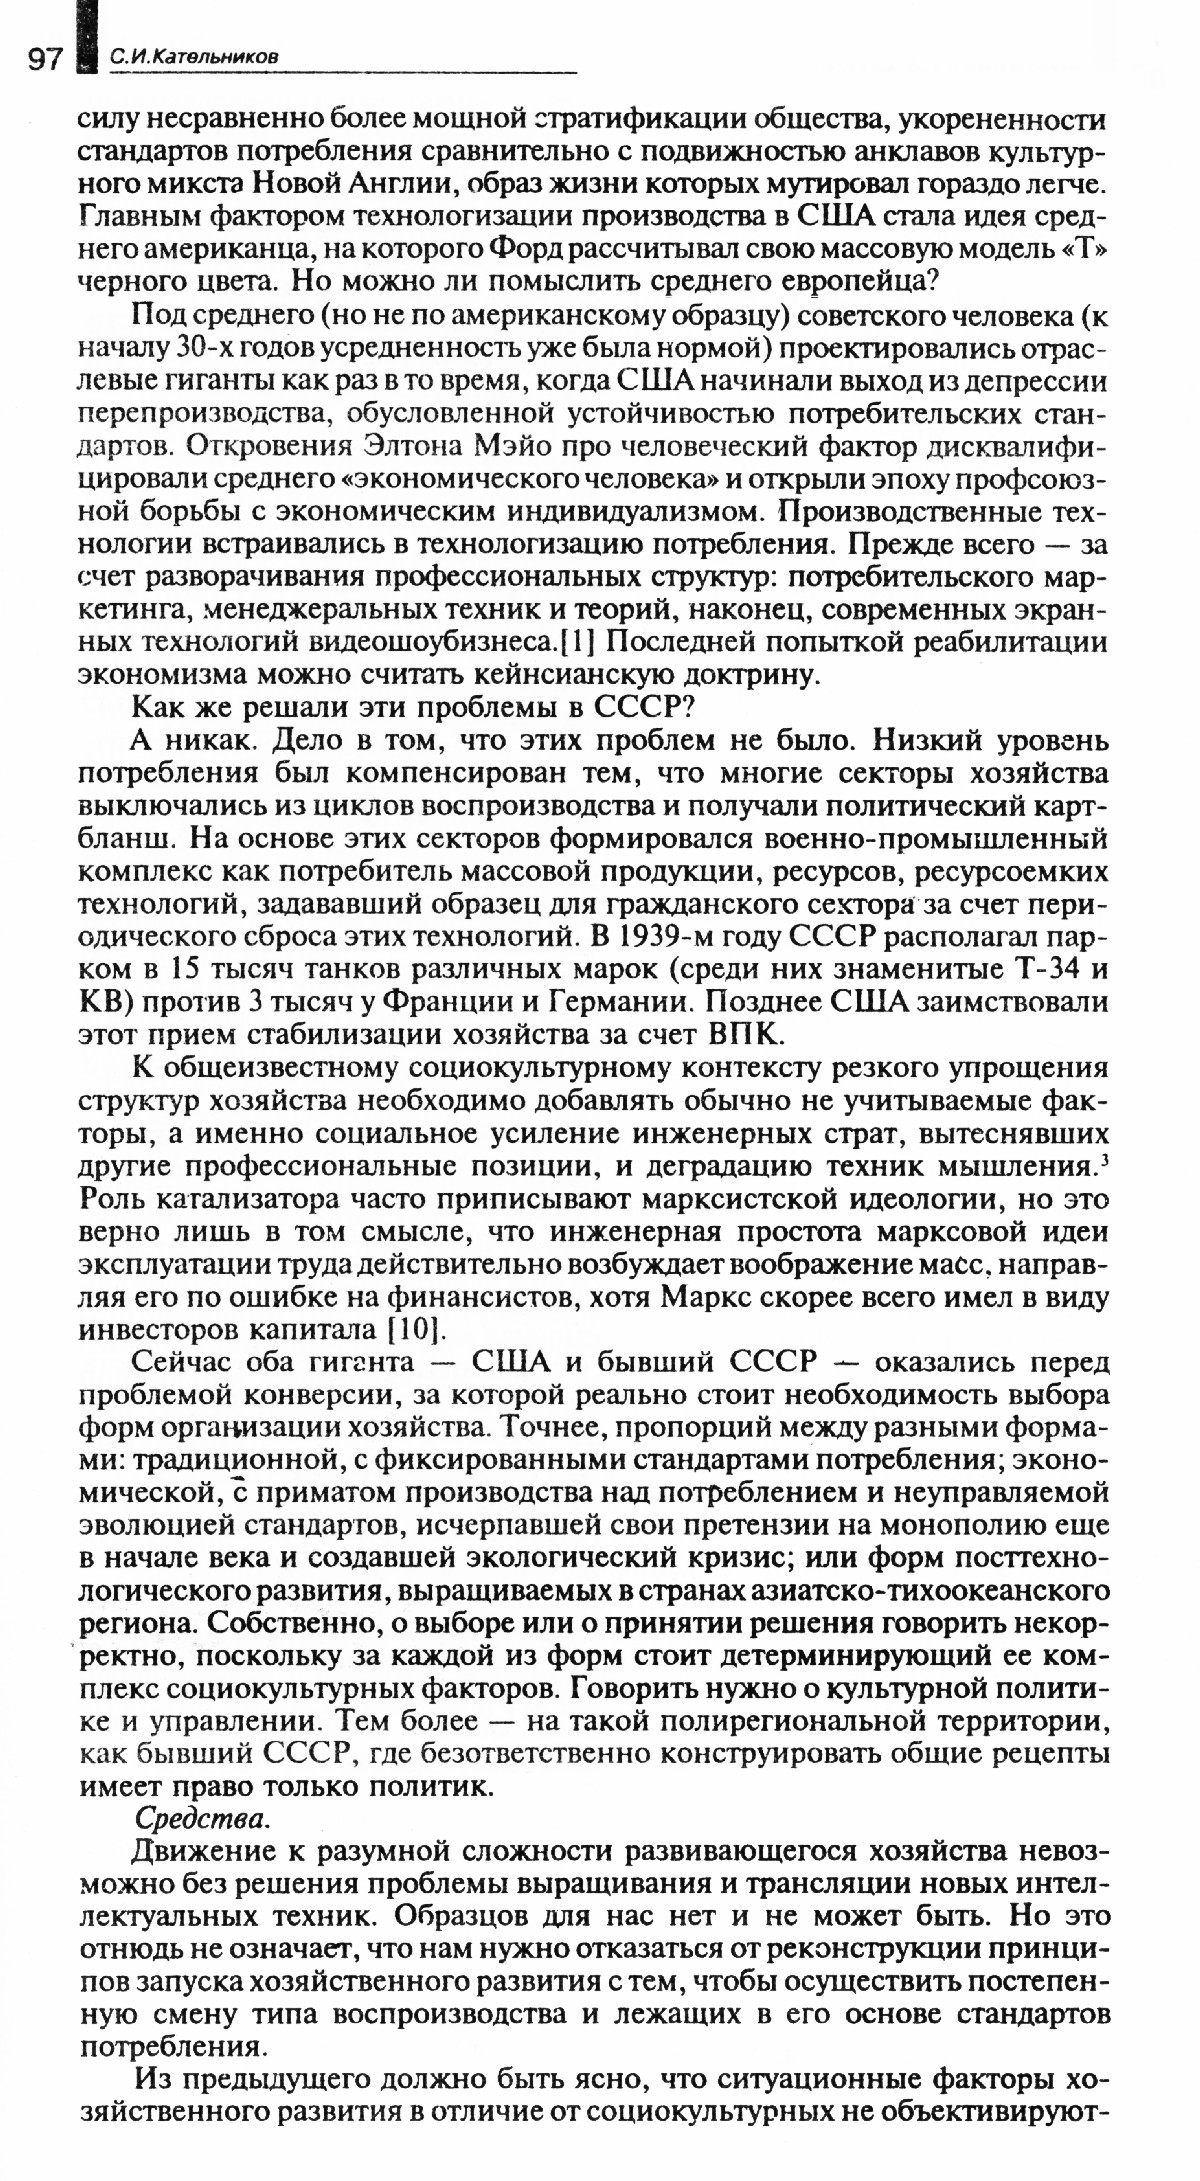 97 С.И.Кательников
силу несравненно более мощной стратификации общества, укорененности
стандартов потребления сравнительно с подвижностью анклавов культур-
ного микста Новой Англии, образ жизни которых мутировал гораздо легче.
Главным фактором технологизации производства в США стала идея сред-
него американца, на которого Форд рассчитывал свою массовую модель «Т»
черного цвета. Но можно ли помыслить среднего европейца?
Под среднего (но не по американскому образцу) советского человека (к
началу 30-х годов усредненность уже была нормой) проектировались отрас-
левые гиганты как раз в то время, когда США начинали выход из депрессии
перепроизводства, обусловленной устойчивостью потребительских стан-
дартов. Откровения Элтона Мэйо про человеческий фактор дисквалифи-
цировали среднего «экономического человека» и открыли эпоху профсоюз-
ной борьбы с экономическим индивидуализмом. Производственные тех-
нологии встраивались в технологизацию потребления. Прежде всего — за
счет разворачивания профессиональных структур: потребительского мар-
кетинга, менеджеральных техник и теорий, наконец, современных экран-
ных технологий видеошоубизнеса.[1] Последней попыткой реабилитации
экономизма можно считать кейнсианскую доктрину.
Как же решали эти проблемы в СССР?
А никак. Дело в том, что этих проблем не было. Низкий уровень
потребления был компенсирован тем, что многие секторы хозяйства
выключались из циклов воспроизводства и получали политический карт-
бланш. На основе этих секторов формировался военно-промышленный
комплекс как потребитель массовой продукции, ресурсов, ресурсоемких
технологий, задававший образец для гражданского сектора за счет пери-
одического сброса этих технологий. В 1939-м году СССР располагал пар-
ком в 15 тысяч танков различных марок (среди них знаменитые Т-34 и
КВ) против 3 тысяч у Франции и Германии. Позднее США заимствовали
этот прием стабилизации хозяйства за счет ВПК.
К общеизвестному социокультурному контексту резкого упрощения
структур хозяйства необходимо добавлять обычно не учитываемые фак-
торы, а именно социальное усиление инженерных страт, вытеснявших
другие профессиональные позиции, и деградацию техник мышления.³
Роль катализатора часто приписывают марксистской идеологии, но это
верно лишь в том смысле, что инженерная простота марксовой идеи
эксплуатации труда действительно возбуждает воображение масс, направ-
ляя его по ошибке на финансистов, хотя Маркс скорее всего имел в виду
инвесторов капитала [10].
Сейчас оба гиганта — США и бывший СССР — оказались перед
проблемой конверсии, за которой реально стоит необходимость выбора
форм организации хозяйства. Точнее, пропорций между разными форма-
ми: традиционной, с фиксированными стандартами потребления; эконо-
мической, с приматом производства над потреблением и неуправляемой
эволюцией стандартов, исчерпавшей свои претензии на монополию еще
в начале века и создавшей экологический кризис; или форм посттехно-
логического развития, выращиваемых в странах азиатско-тихоокеанского
региона. Собственно, о выборе или о принятии решения говорить некор-
ректно, поскольку за каждой из форм стоит детерминирующий ее ком-
плекс социокультурных факторов. Говорить нужно о культурной полити-
ке и управлении. Тем более — на такой полирегиональной территории,
как бывший СССР, где безответственно конструировать общие рецепты
имеет право только политик.
Средства.
Движение к разумной сложности развивающегося хозяйства невоз-
можно без решения проблемы выращивания и трансляции новых интел-
лектуальных техник. Образцов для нас нет и не может быть. Но это
отнюдь не означает, что нам нужно отказаться от реконструкции принци-
пов запуска хозяйственного развития с тем, чтобы осуществить постепен-
ную смену типа воспроизводства и лежащих в его основе стандартов
потребления.
Из предыдущего должно быть ясно, что ситуационные факторы хо-
зяйственного развития в отличие от социокультурных не объективируют-